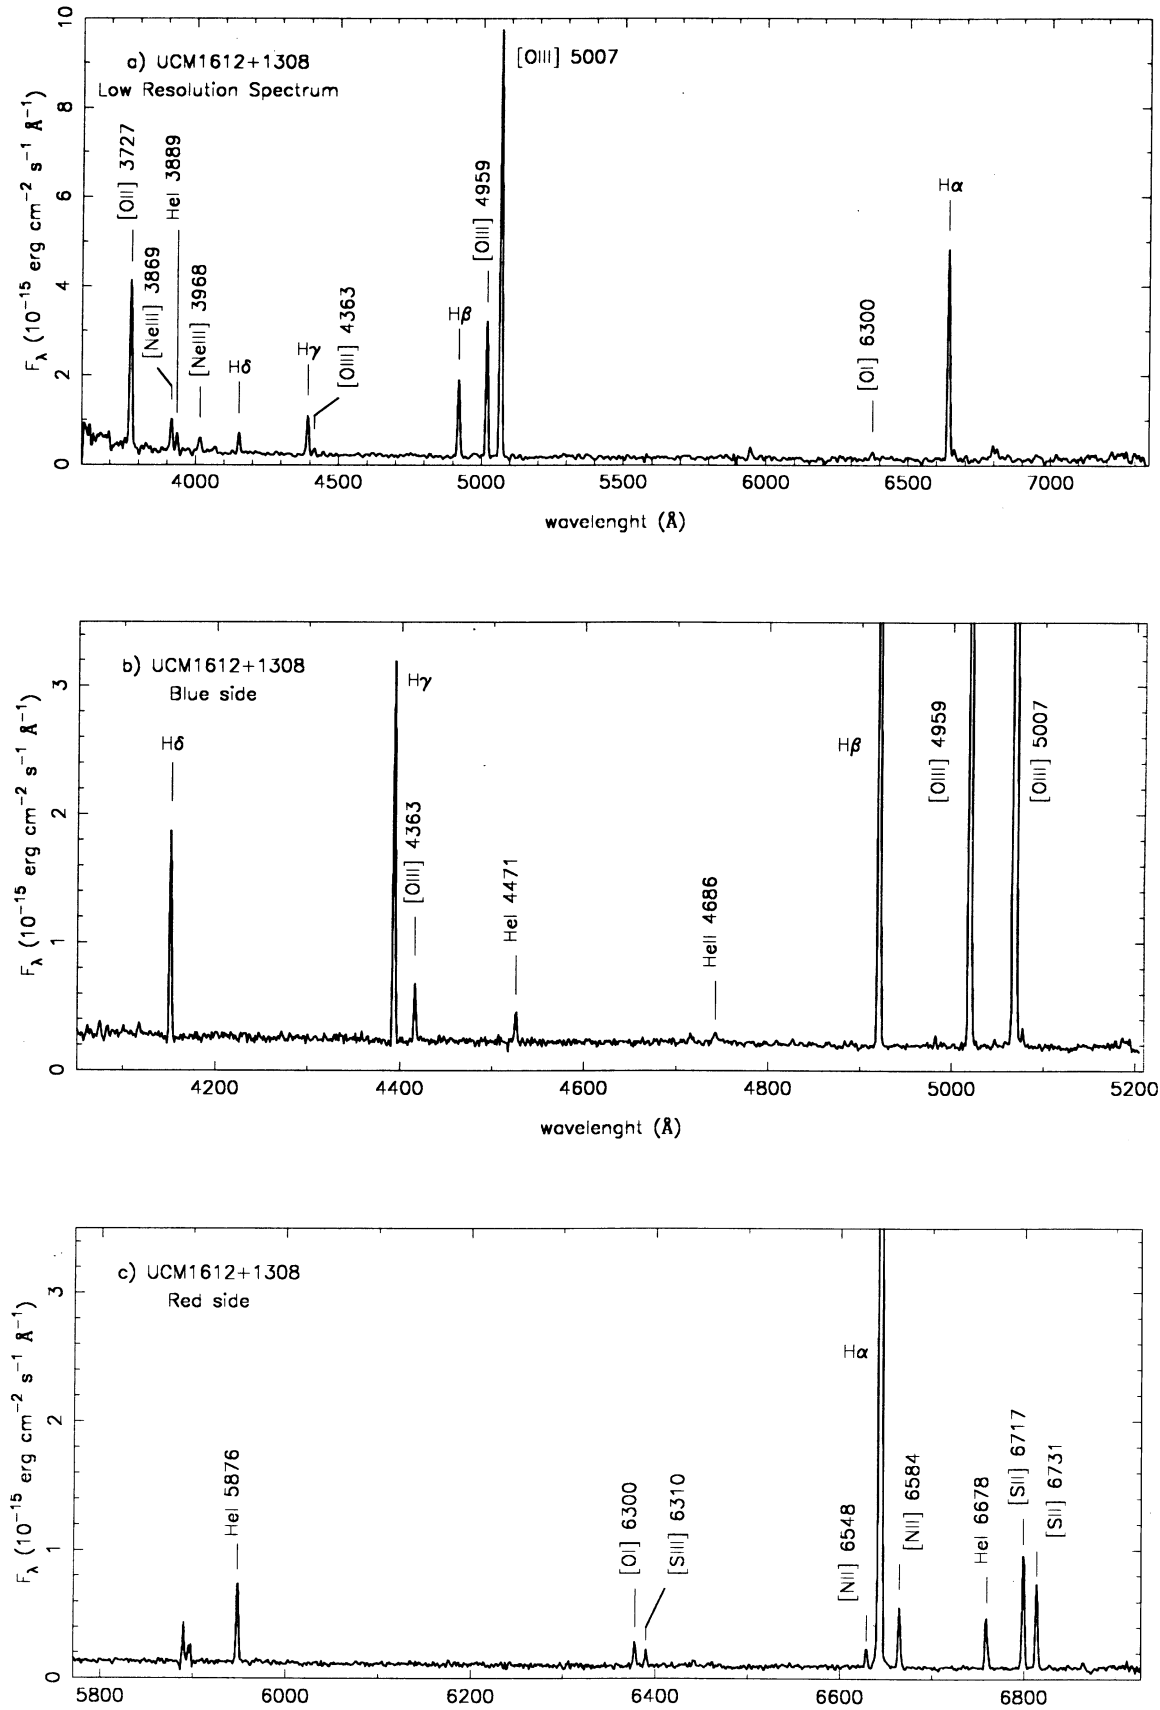 a) UCM1612+1308
Low Resolution Spectrum
[OII] 3727
[NeIII] 3869
HeI 3889
[NeIII] 3968
Hδ
Hγ
[OIII] 4363
Hβ
[OIII] 4959
[OIII] 5007
[OI] 6300
Hα
F_λ (10^−15 erg cm^−2 s^−1 Å^−1)
10
8
6
4
2
0
4000 4500 5000 5500 6000 6500 7000
wavelenght (Å)
b) UCM1612+1308
Blue side
Hδ
Hγ
[OIII] 4363
HeI 4471
HeII 4686
Hβ
[OIII] 4959
[OIII] 5007
F_λ (10^−15 erg cm^−2 s^−1 Å^−1)
3
2
1
0
4200 4400 4600 4800 5000 5200
wavelenght (Å)
c) UCM1612+1308
Red side
HeI 5876
[OI] 6300
[SIII] 6310
[NII] 6548
Hα
[NII] 6584
HeI 6678
[SII] 6717
[SII] 6731
F_λ (10^−15 erg cm^−2 s^−1 Å^−1)
3
2
1
0
5800 6000 6200 6400 6600 6800